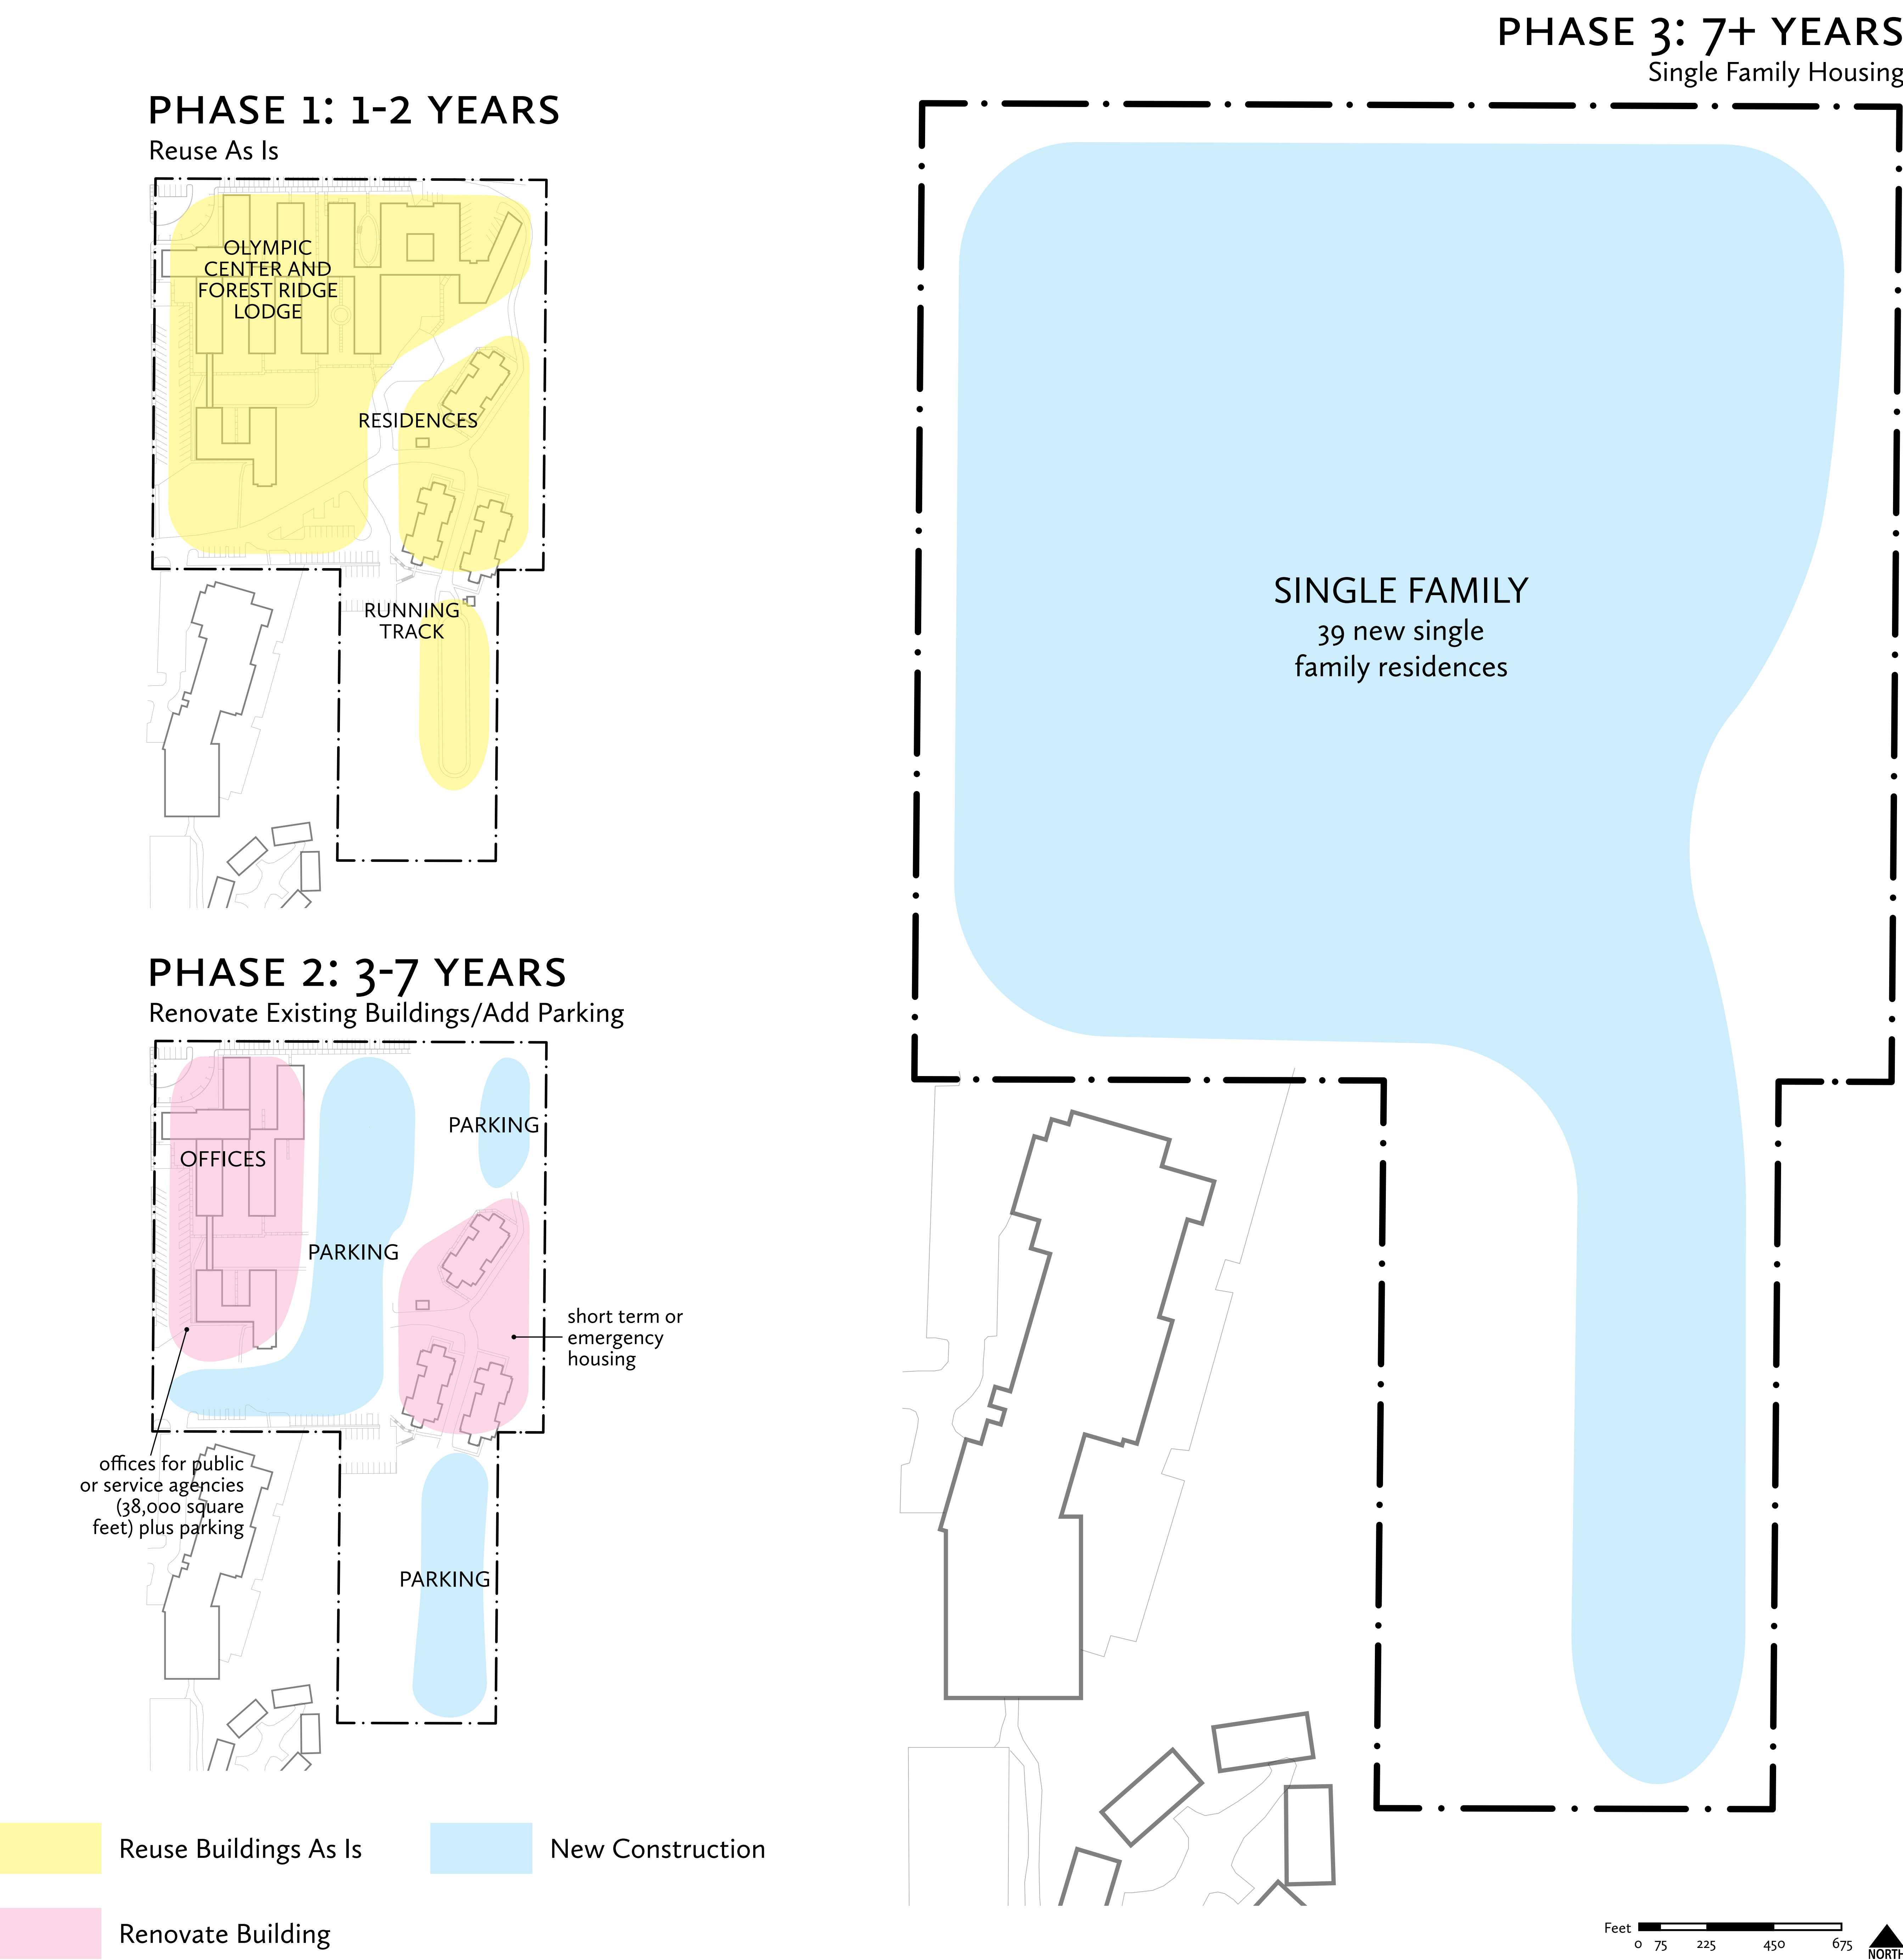 PHASE 1: 1-2 YEARS
Reuse As Is
OLYMPIC
CENTER AND
FOREST RIDGE
LODGE
RESIDENCES
RUNNING
TRACK
PHASE 2: 3-7 YEARS
Renovate Existing Buildings/Add Parking
PARKING
OFFICES
PARKING
short term or
emergency
housing
offices for public
or service agencies
(38,000 square
feet) plus parking
PARKING
PHASE 3: 7+ YEARS
Single Family Housing
SINGLE FAMILY
39 new single
family residences
Reuse Buildings As Is
New Construction
Renovate Building
Feet
0 75 225 450 675
NORTH